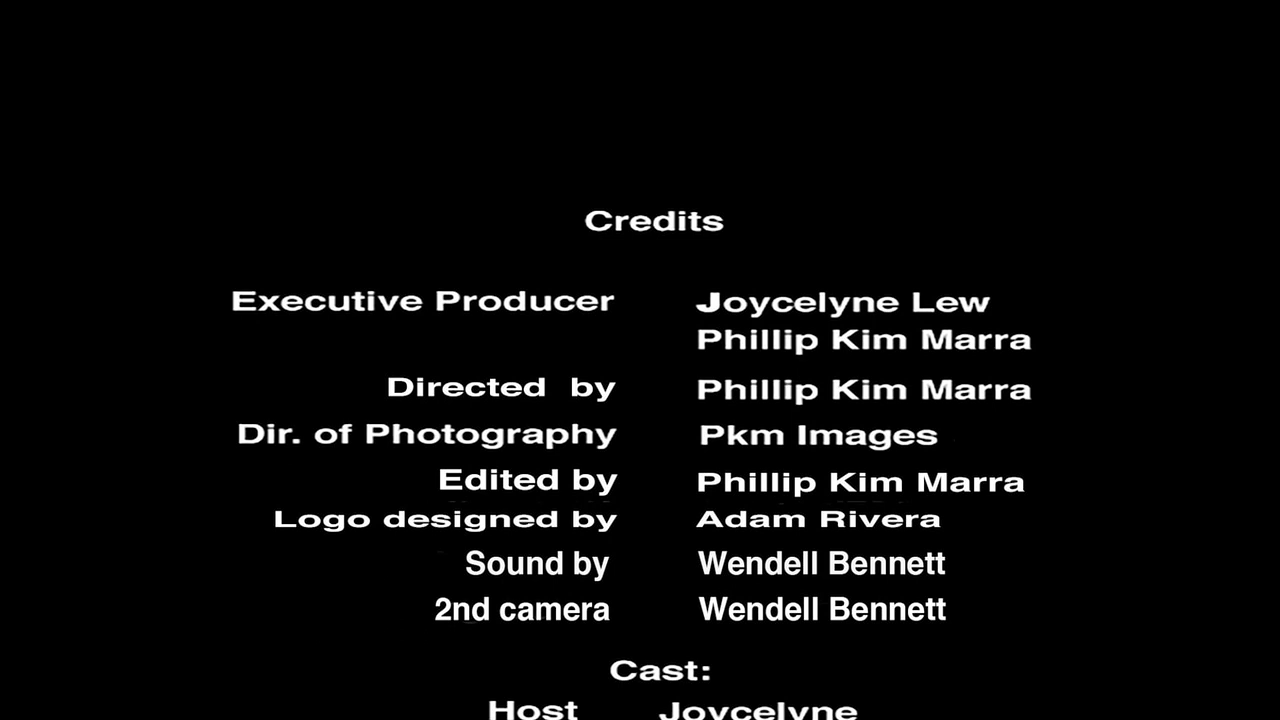 Credits
Executive Producer Joycelyne Lew
Phillip Kim Marra
Directed by Phillip Kim Marra
Dir. of Photography Pkm Images
Edited by Phillip Kim Marra
Logo designed by Adam Rivera
Sound by Wendell Bennett
2nd camera Wendell Bennett
Cast:
Host Joycelyne